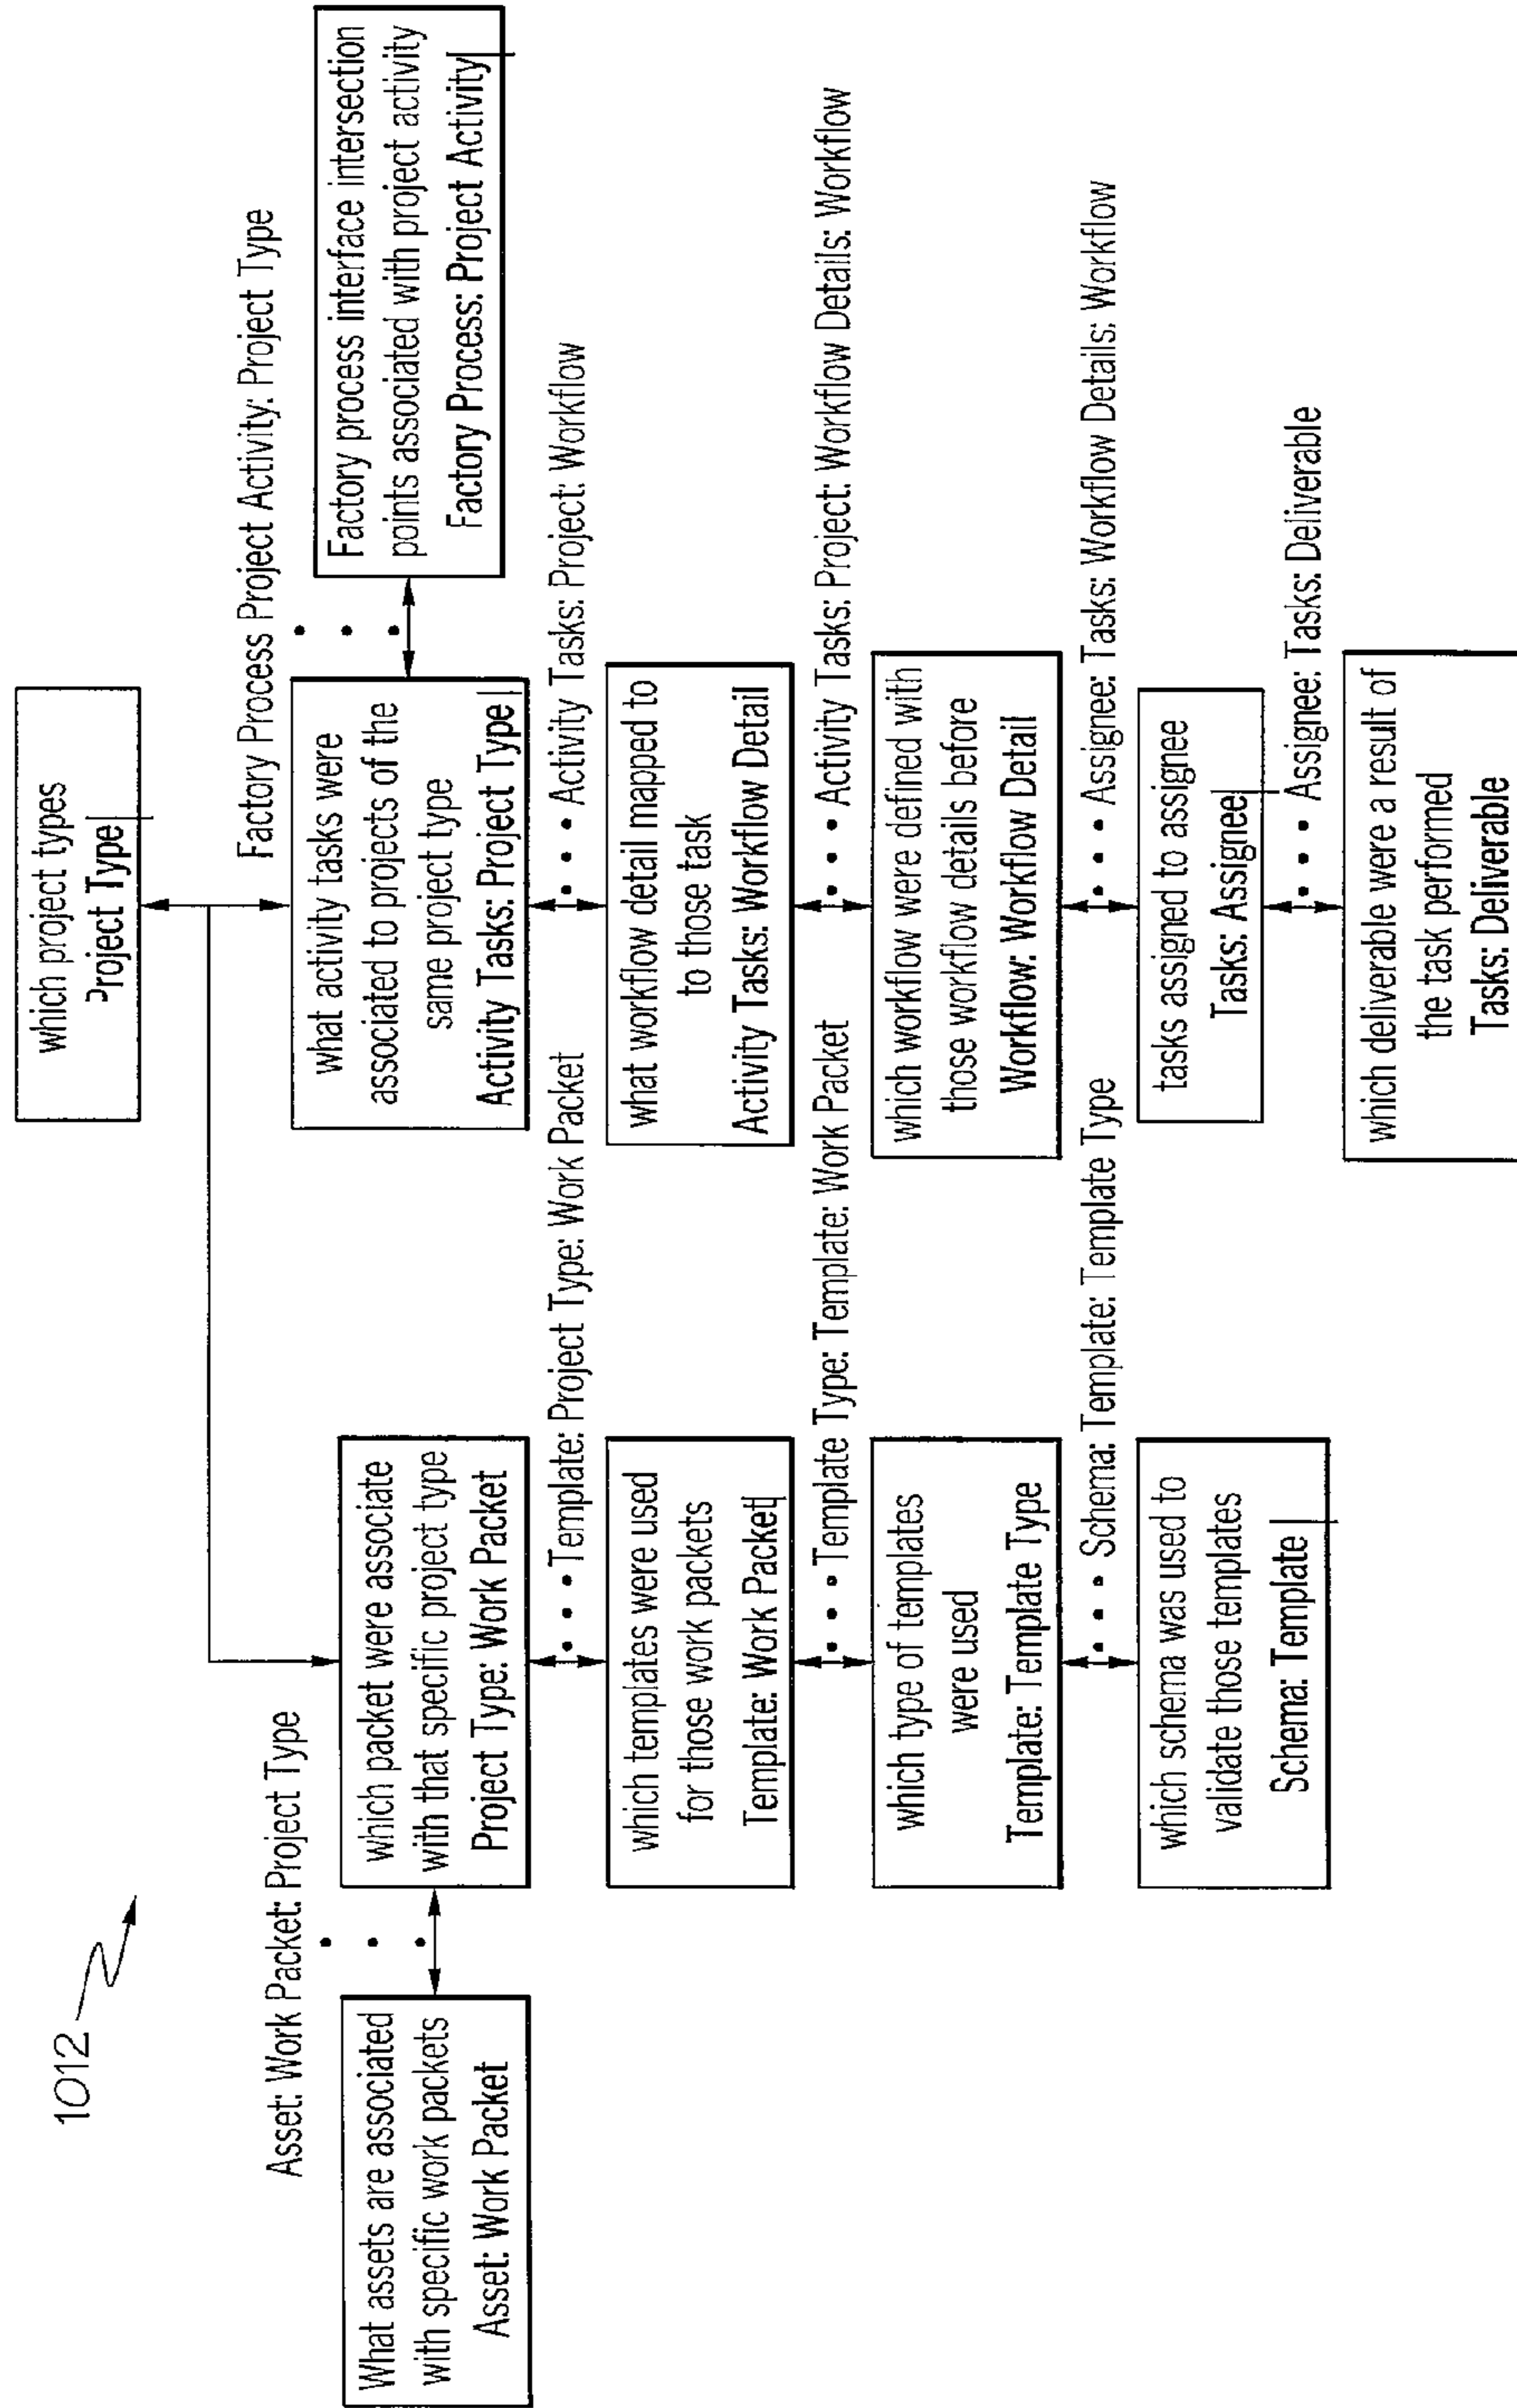 1012
which project types
Project Type
Asset: Work Packet: Project Type
Factory Process Project Activity: Project Type
What assets are associated
with specific work packets
Asset: Work Packet
which packet were associate
with that specific project type
Project Type: Work Packet
what activity tasks were
associated to projects of the
same project type
Activity Tasks: Project Type
Factory process interface intersection
points associated with project activity
Factory Process: Project Activity
Template: Project Type: Work Packet
Activity Tasks: Project: Workflow
which templates were used
for those work packets
Template: Work Packet
what workflow detail mapped to
to those task
Activity Tasks: Workflow Detail
Template Type: Template: Work Packet
Activity Tasks: Project: Workflow Details: Workflow
which type of templates
were used
Template: Template Type
which workflow were defined with
those workflow details before
Workflow: Workflow Detail
Schema: Template: Template Type
Assignee: Tasks: Workflow Details: Workflow
which schema was used to
validate those templates
Schema: Template
tasks assigned to assignee
Tasks: Assignee
Assignee: Tasks: Deliverable
which deliverable were a result of
the task performed
Tasks: Deliverable